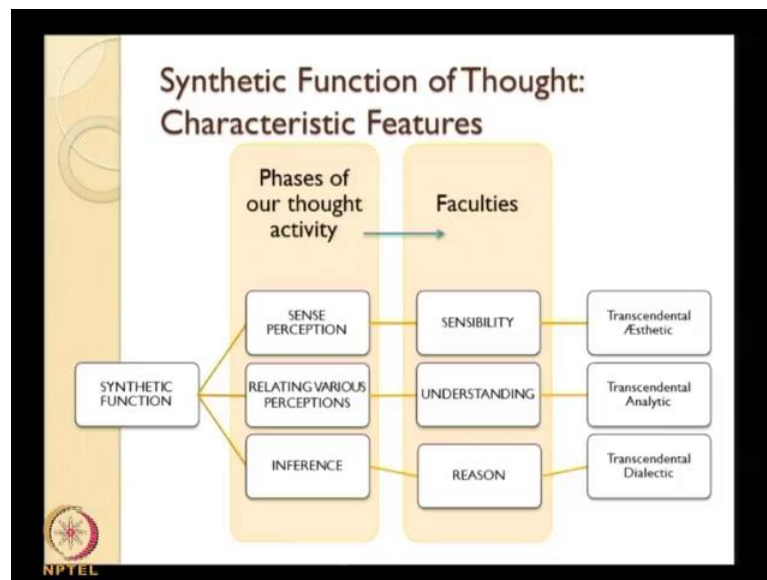 Synthetic Function of Thought:
Characteristic Features
Phases of
our thought
activity
Faculties
SYNTHETIC
FUNCTION
SENSE
PERCEPTION
SENSIBILITY
Transcendental
Æsthetic
RELATING VARIOUS
PERCEPTIONS
UNDERSTANDING
Transcendental
Analytic
INFERENCE
REASON
Transcendental
Dialectic
NPTEL